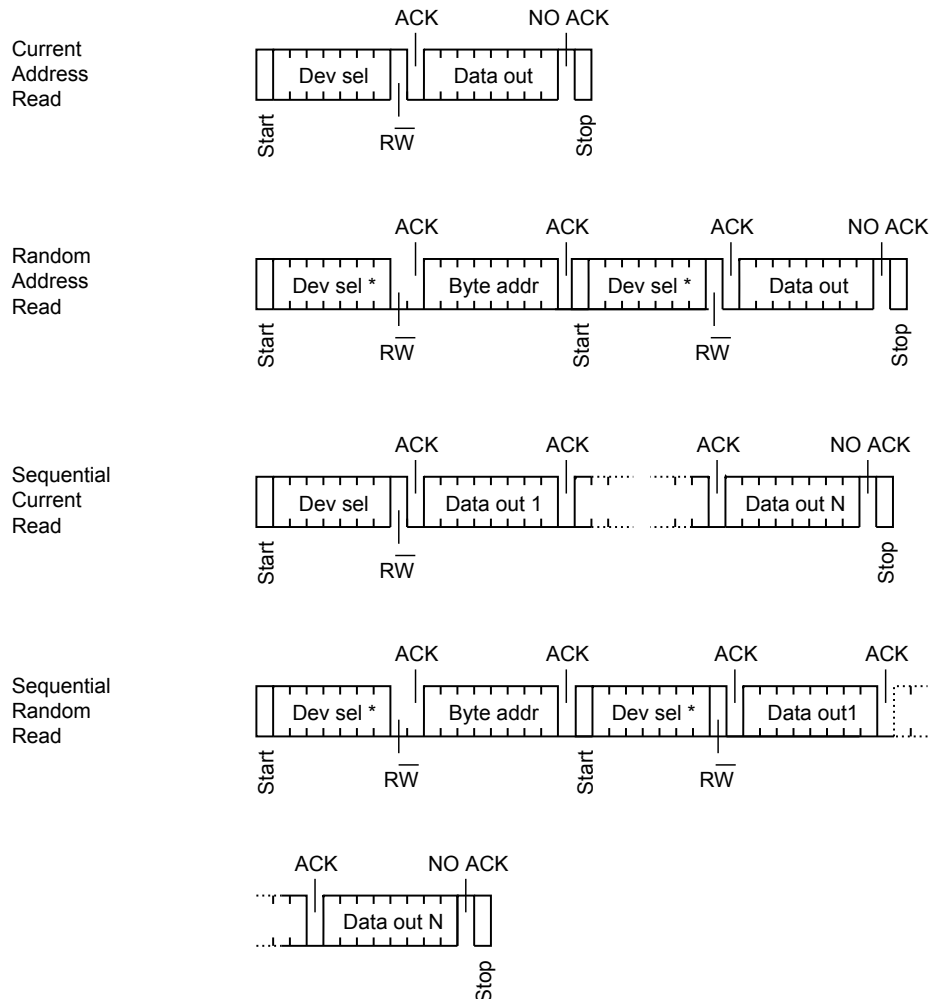 ACK NO ACK
Current
Address
Read
Dev sel Data out
Start RW̅ Stop
ACK ACK ACK NO ACK
Random
Address
Read
Dev sel * Byte addr Dev sel * Data out
Start RW̅ Start RW̅ Stop
ACK ACK ACK NO ACK
Sequential
Current
Read
Dev sel Data out 1 Data out N
Start RW̅ Stop
ACK ACK ACK ACK
Sequential
Random
Read
Dev sel * Byte addr Dev sel * Data out1
Start RW̅ Start RW̅
ACK NO ACK
Data out N
Stop